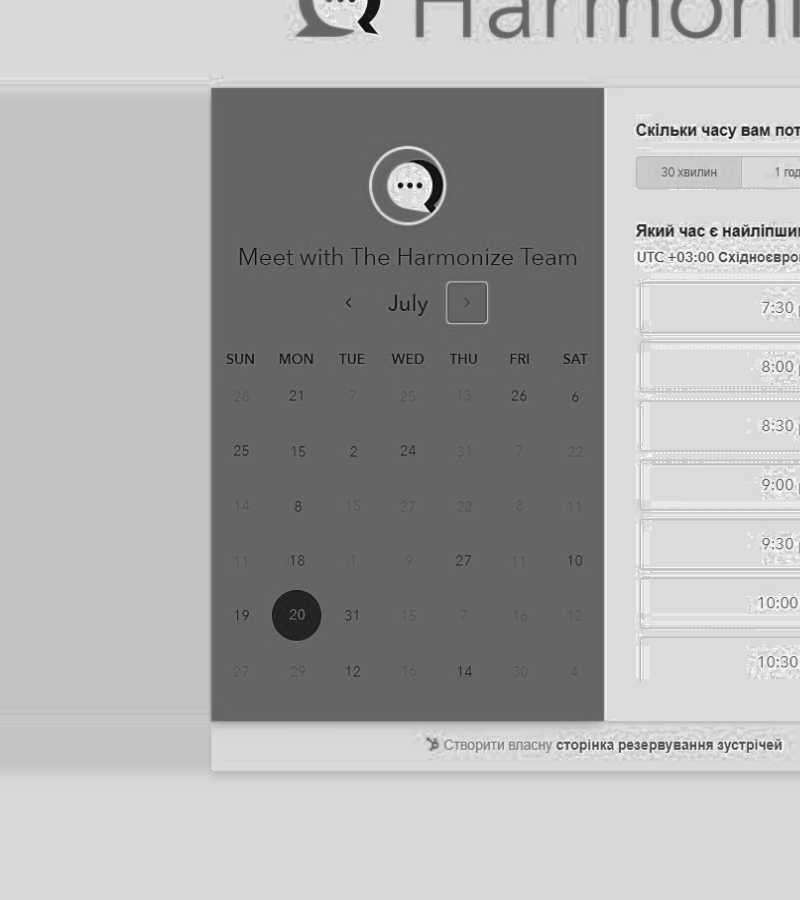 Harmoni
Meet with The Harmonize Team
July
SUN MON TUE WED THU FRI SAT
28 21 7 25 13 26 6
25 15 2 24 31 7 22
14 8 15 27 22 8 11
11 18 1 9 27 11 10
19 20 31 15 7 16 12
27 29 12 16 14 30 4
Скільки часу вам пот
30 хвилин 1 год
Який час є найліпши
UTC +03:00 Східноєвро
7:30
8:00
8:30
9:00
9:30
10:00
10:30
Створити власну сторінка резервування зустрічей